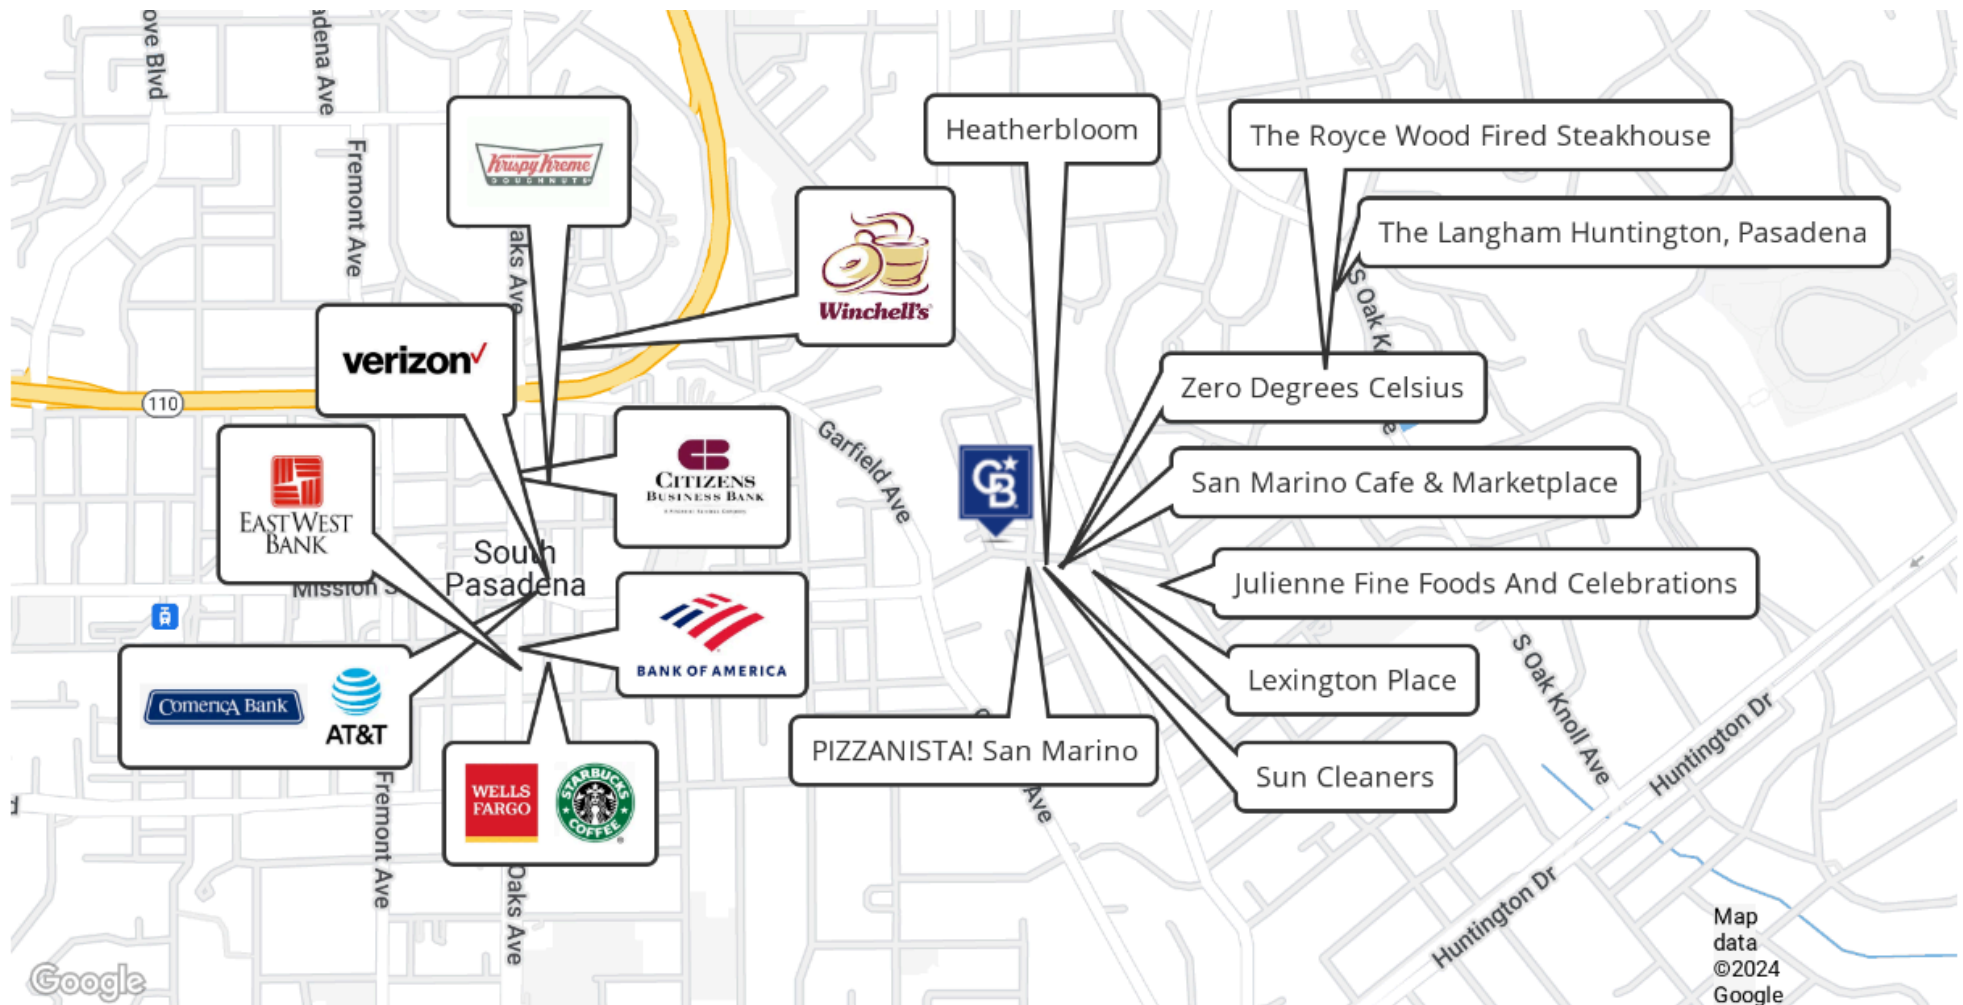 ove Blvd
dena Ave
Fremont Ave
Krispy Kreme
DOUGHNUTS
aks Ave
Winchell's
Heatherbloom
The Royce Wood Fired Steakhouse
The Langham Huntington, Pasadena
S Oak K
e
verizon
110
Zero Degrees Celsius
Garfield Ave
CB
CITIZENS
BUSINESS BANK
San Marino Cafe & Marketplace
EASTWEST
BANK
South
Pasadena
Mission S
Julienne Fine Foods And Celebrations
BANK OF AMERICA
Lexington Place
S Oak Knoll Ave
Comerica Bank
AT&T
PIZZANISTA! San Marino
Sun Cleaners
Huntington Dr
WELLS
FARGO
STARBUCKS
COFFEE
Ave
Fremont Ave
Oaks Ave
Huntington Dr
Map
data
©2024
Google
Google